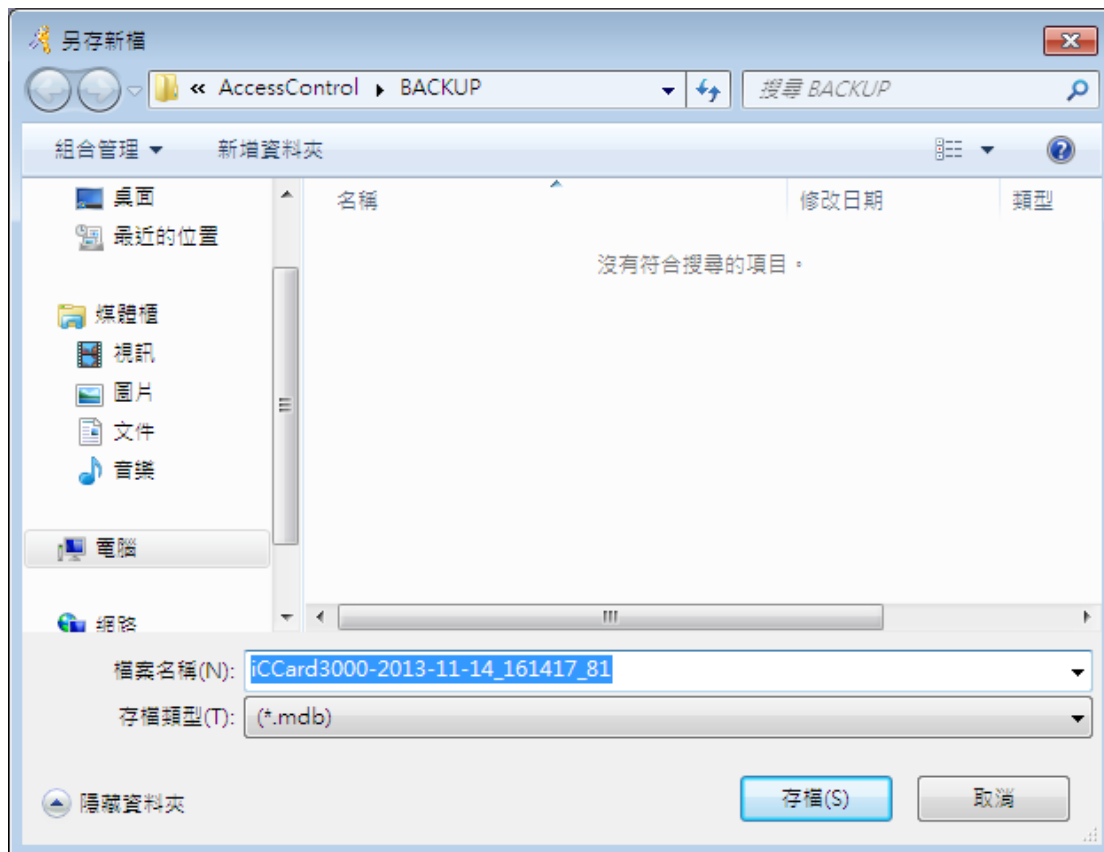 另存新檔
« AccessControl ▸ BACKUP
搜尋 BACKUP
組合管理 ▼ 新增資料夾
名稱 修改日期 類型
沒有符合搜尋的項目。
桌面
最近的位置
媒體櫃
視訊
圖片
文件
音樂
電腦
網路
檔案名稱(N): iCCard3000-2013-11-14_161417_81
存檔類型(T): (*.mdb)
隱藏資料夾
存檔(S)
取消